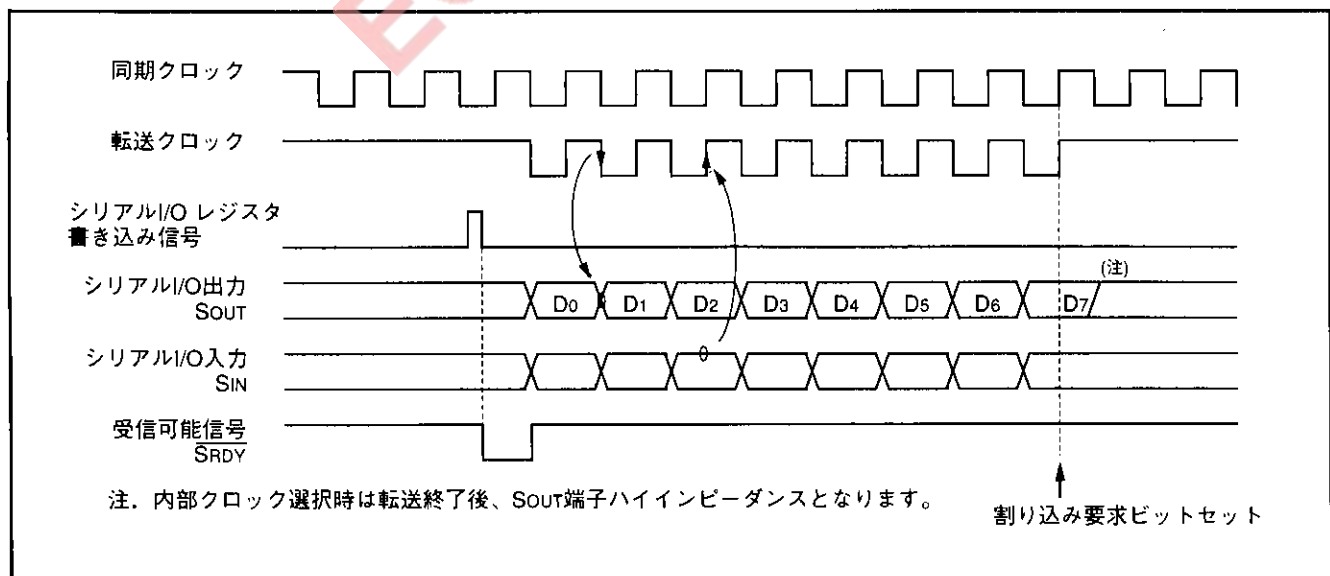 同期クロック
転送クロック
シリアルI/O レジスタ
書き込み信号
シリアルI/O出力
SOUT
(注)
D0 D1 D2 D3 D4 D5 D6 D7
シリアルI/O入力
SIN
受信可能信号
SRDY
注．内部クロック選択時は転送終了後、SOUT端子ハイインピーダンスとなります。
割り込み要求ビットセット